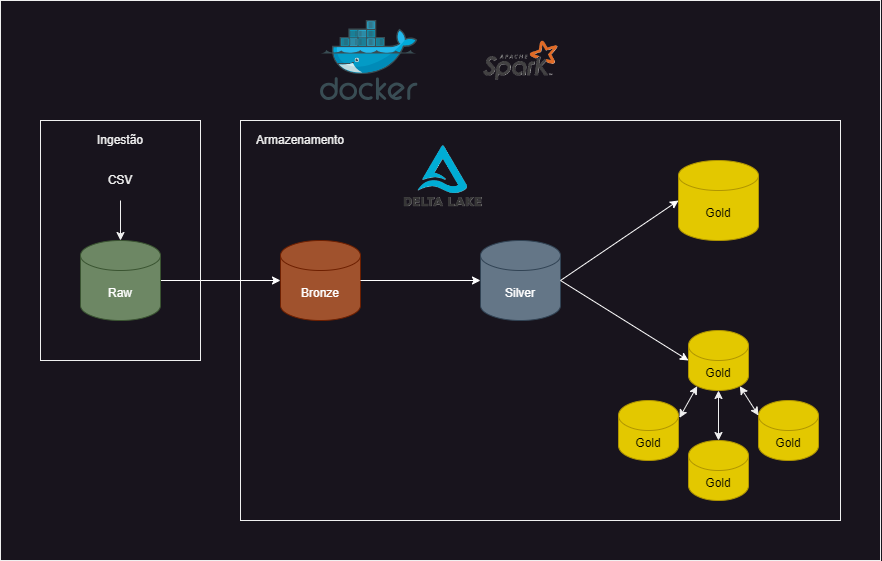 docker
APACHE
Spark
Ingestão
Armazenamento
CSV
DELTA LAKE
Gold
Raw
Bronze
Silver
Gold
Gold
Gold
Gold